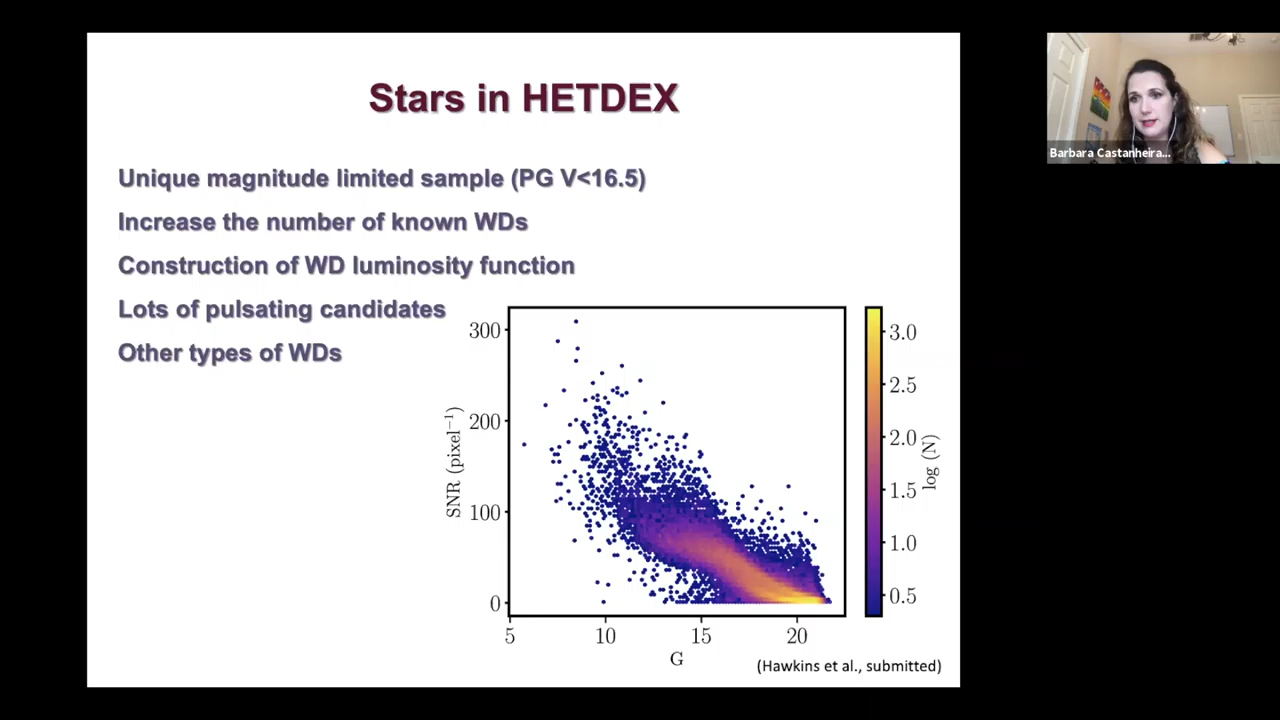 Stars in HETDEX
Unique magnitude limited sample (PG V<16.5)
Increase the number of known WDs
Construction of WD luminosity function
Lots of pulsating candidates
Other types of WDs
300
200
100
0
SNR (pixel⁻¹)
5
10
15
20
G
3.0
2.5
2.0
1.5
1.0
0.5
log (N)
(Hawkins et al., submitted)
Barbara Castanheira...